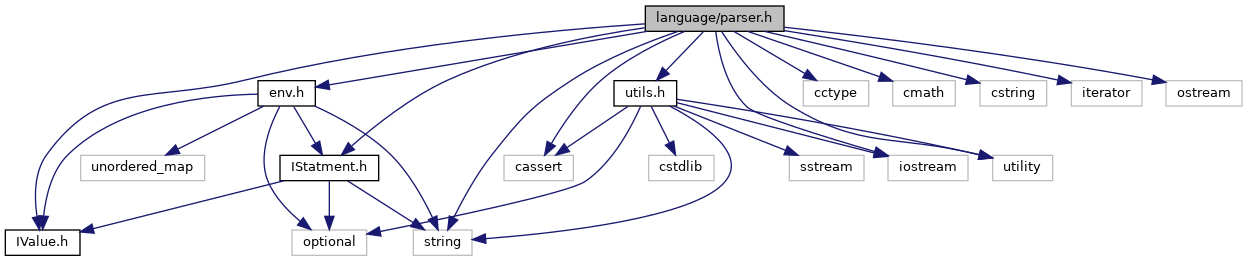 language/parser.h
env.h
utils.h
cctype
cmath
cstring
iterator
ostream
unordered_map
IStatment.h
cassert
cstdlib
sstream
iostream
utility
IValue.h
optional
string